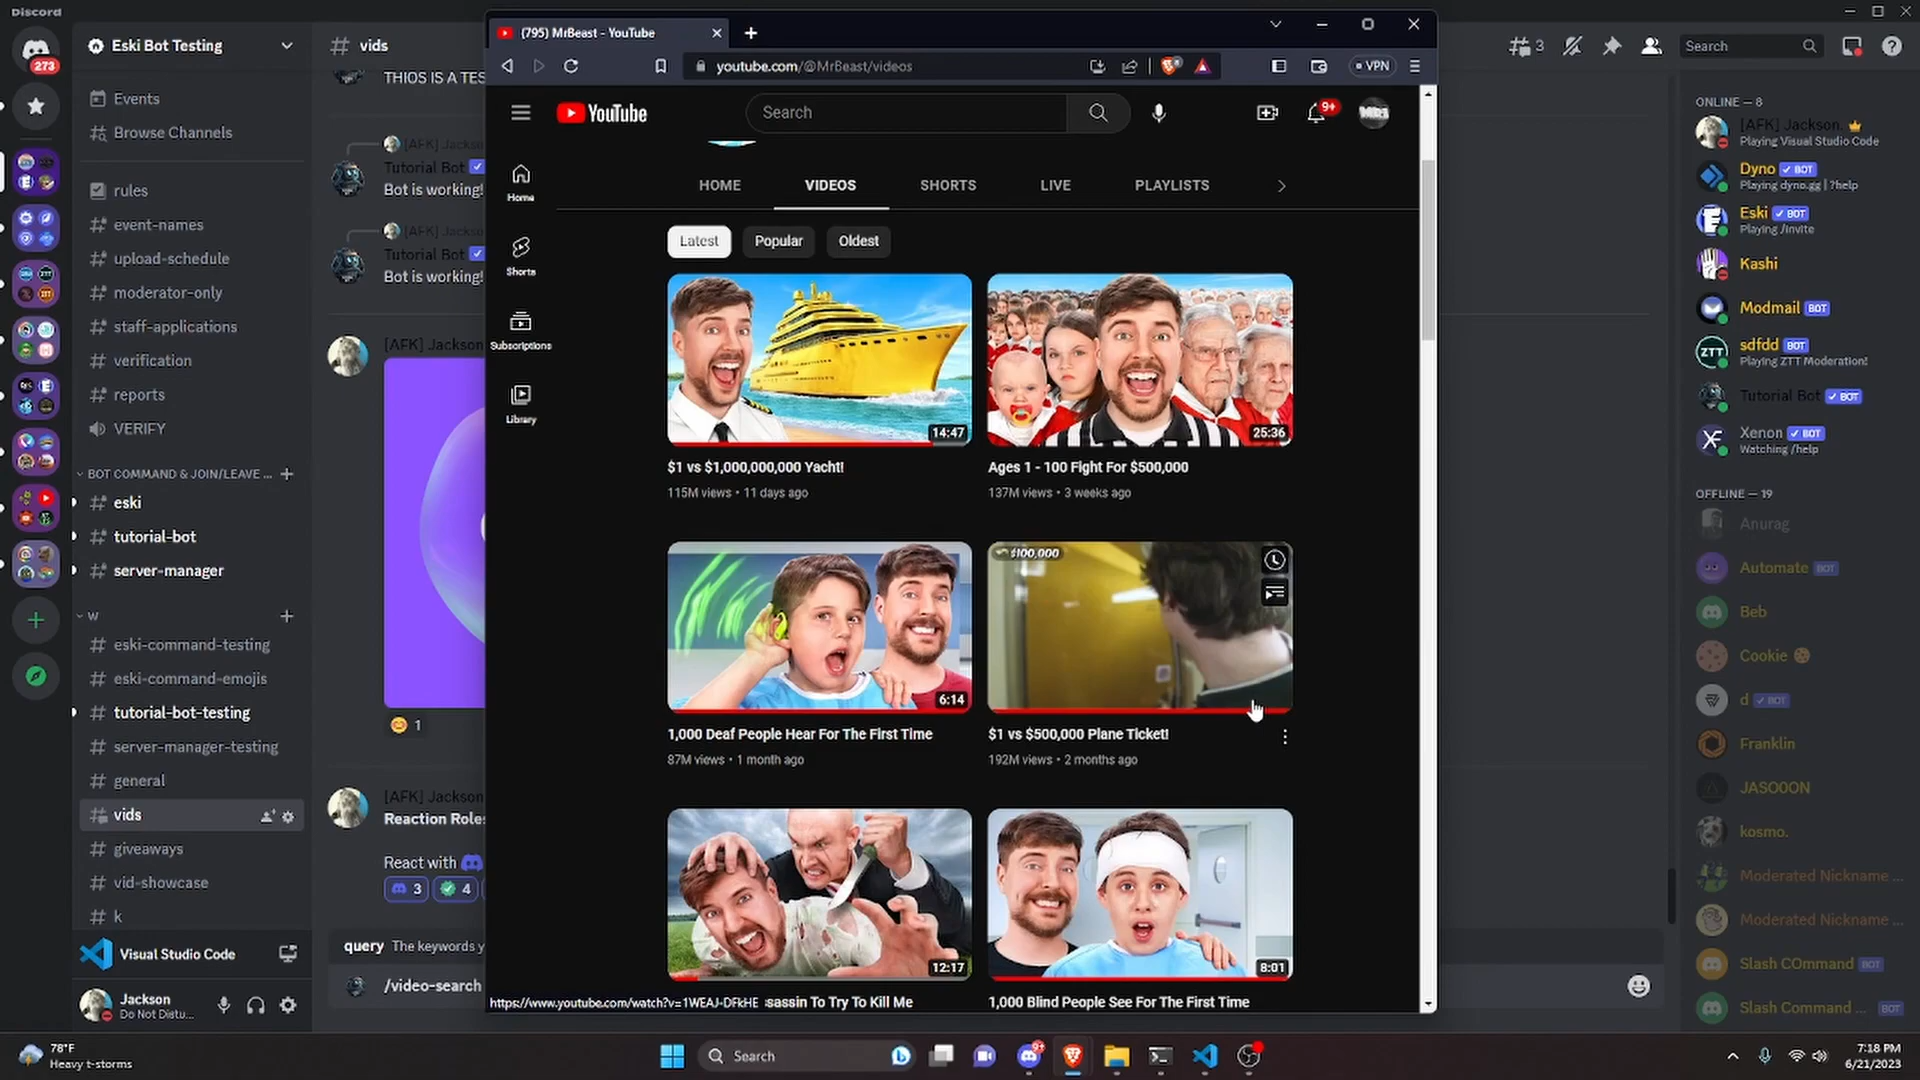 Discord
273
Eski Bot Testing
Events
Browse Channels
rules
event-names
upload-schedule
moderator-only
staff-applications
verification
reports
VERIFY
BOT COMMAND & JOIN/LEAVE ...
eski
tutorial-bot
server-manager
W
eski-command-testing
eski-command-emojis
tutorial-bot-testing
server-manager-testing
general
vids
giveaways
vid-showcase
k
Visual Studio Code
Jackson
Do Not Distu...
vids
THIOS IS A TES
[AFK] Jackso
Tutorial Bot
Bot is working!
[AFK] Jackso
Tutorial Bot
Bot is working!
[AFK] Jackson
1
[AFK] Jackson
Reaction Role
React with
3
4
query The keywords y
/video-search
(795) MrBeast - YouTube
youtube.com/@MrBeast/videos
VPN
YouTube
Search
9+
Home
Shorts
Subscriptions
Library
HOME
VIDEOS
SHORTS
LIVE
PLAYLISTS
Latest
Popular
Oldest
14:47
25:36
$1 vs $1,000,000,000 Yacht!
115M views • 11 days ago
Ages 1 - 100 Fight For $500,000
137M views • 3 weeks ago
6:14
$100,000
1,000 Deaf People Hear For The First Time
87M views • 1 month ago
$1 vs $500,000 Plane Ticket!
192M views • 2 months ago
12:17
8:01
https://www.youtube.com/watch?v=1WEAJ-DFkHE
sassin To Try To Kill Me
1,000 Blind People See For The First Time
3
Search
ONLINE — 8
[AFK] Jackson.
Playing Visual Studio Code
Dyno BOT
Playing dyno.gg | ?help
Eski BOT
Playing /invite
Kashi
Modmail BOT
ZTT
sdfdd BOT
Playing ZTT Moderation!
Tutorial Bot BOT
Xenon BOT
Watching /help
OFFLINE — 19
Anurag
Automate BOT
Beb
Cookie
d BOT
Franklin
JASO0ON
kosmo.
Moderated Nickname ...
Moderated Nickname ...
Slash COmmand BOT
Slash Command ... BOT
78°F
Heavy t-storms
Search
9+
7:18 PM
6/21/2023